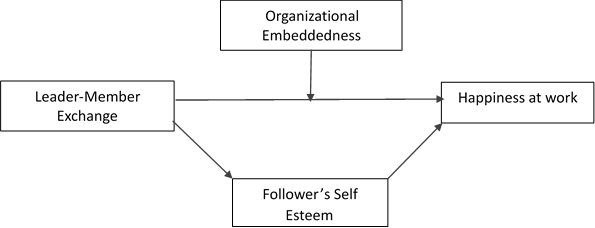 Organizational
Embeddedness
Leader-Member
Exchange
Happiness at work
Follower's Self
Esteem